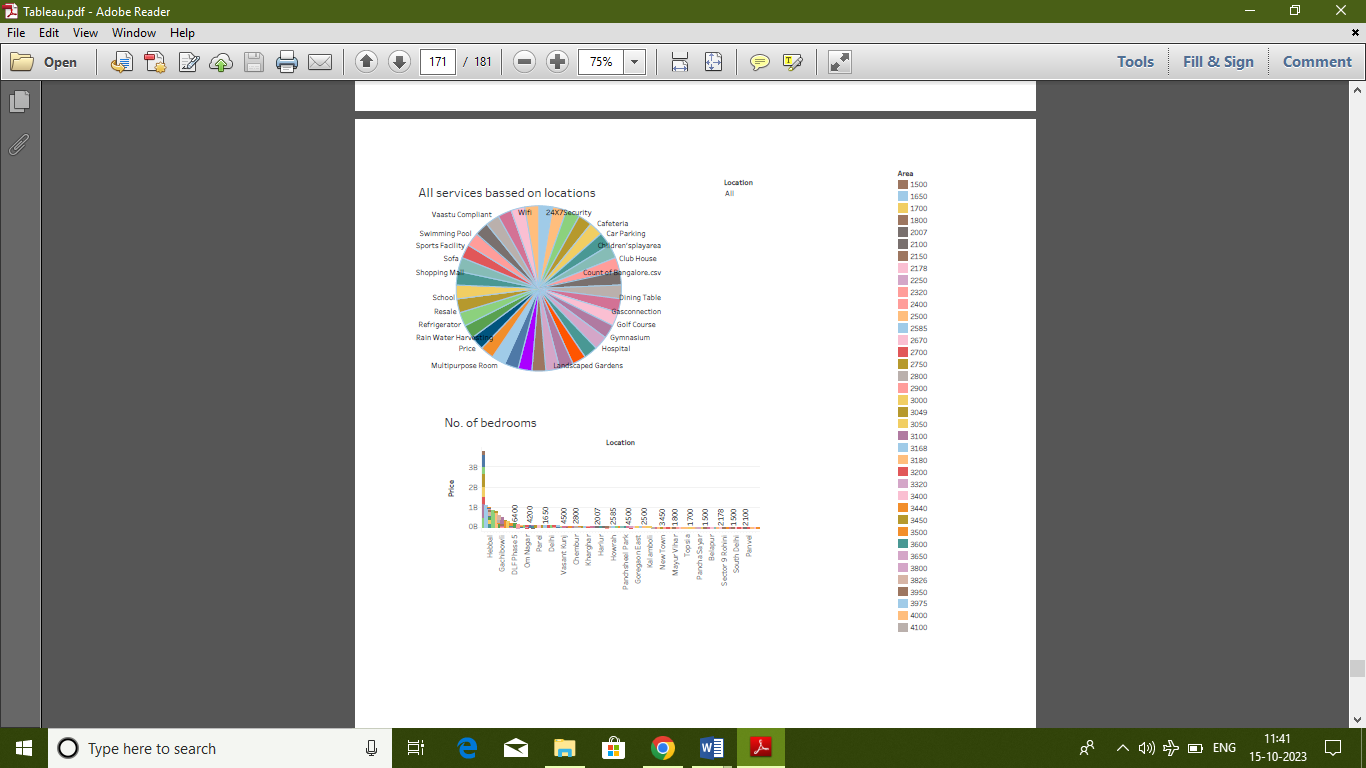 Tableau.pdf - Adobe Reader
File Edit View Window Help
Open 171 / 181 75% Tools Fill & Sign Comment
All services bassed on locations
Wifi
24X7Security
Cafeteria
Car Parking
Children'splayarea
Club House
Count of Bangalore.csv
Dining Table
Gasconnection
Golf Course
Gymnasium
Hospital
Landscaped Gardens
Multipurpose Room
Price
Rain Water Harvesting
Refrigerator
Resale
School
Shopping Mall
Sofa
Sports Facility
Swimming Pool
Vaastu Compliant
Location
All
Area
1500
1650
1700
1800
2007
2100
2150
2178
2250
2320
2400
2500
2585
2670
2700
2750
2800
2900
3000
3049
3050
3100
3168
3180
3200
3320
3400
3440
3450
3500
3600
3650
3800
3826
3950
3975
4000
4100
No. of bedrooms
Location
Price
3B
2B
1B
0B
6400 4200 1650 4500 2800 2007 2585 4500 2500 3450 1800 1700 1500 2178 1500 2100
Hebbal
Gachibowli
DLF Phase 5
Om Nagar
Parel
Delhi
Vasant Kunj
Chembur
Kharghar
Harlur
Howrah
Panchsheel Park
Goregaon East
Kalamboli
New Town
Mayur Vihar
Topsia
Pancha Sayar
Belapur
Sector 9 Rohini
South Delhi
Panvel
Type here to search
ENG
11:41
15-10-2023